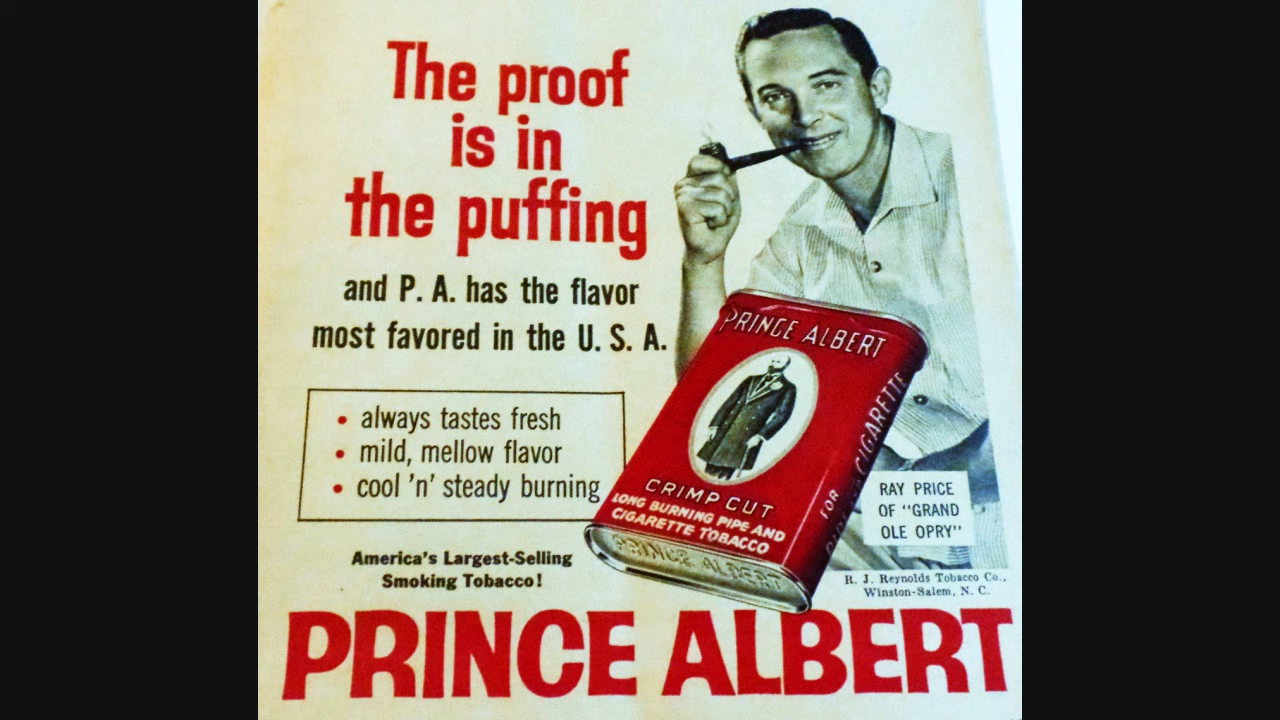 The proof
is in
the puffing
and P. A. has the flavor
most favored in the U. S. A.
• always tastes fresh
• mild, mellow flavor
• cool 'n' steady burning
America's Largest-Selling
Smoking Tobacco!
PRINCE ALBERT
CRIMP CUT
LONG BURNING PIPE AND
CIGARETTE TOBACCO
PRINCE ALBERT
FOR
CIGARETTE
RAY PRICE
OF "GRAND
OLE OPRY"
R. J. Reynolds Tobacco Co.,
Winston-Salem, N. C.
PRINCE ALBERT